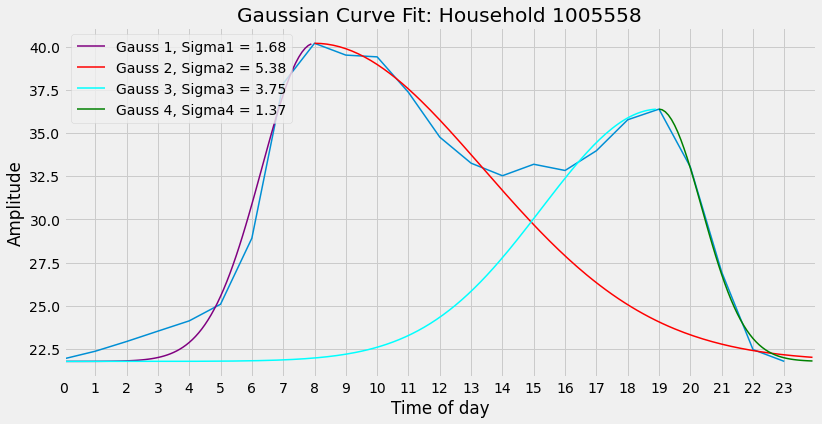 Gaussian Curve Fit: Household 1005558
Gauss 1, Sigma1 = 1.68
Gauss 2, Sigma2 = 5.38
Gauss 3, Sigma3 = 3.75
Gauss 4, Sigma4 = 1.37
Amplitude
40.0
37.5
35.0
32.5
30.0
27.5
25.0
22.5
0 1 2 3 4 5 6 7 8 9 10 11 12 13 14 15 16 17 18 19 20 21 22 23
Time of day